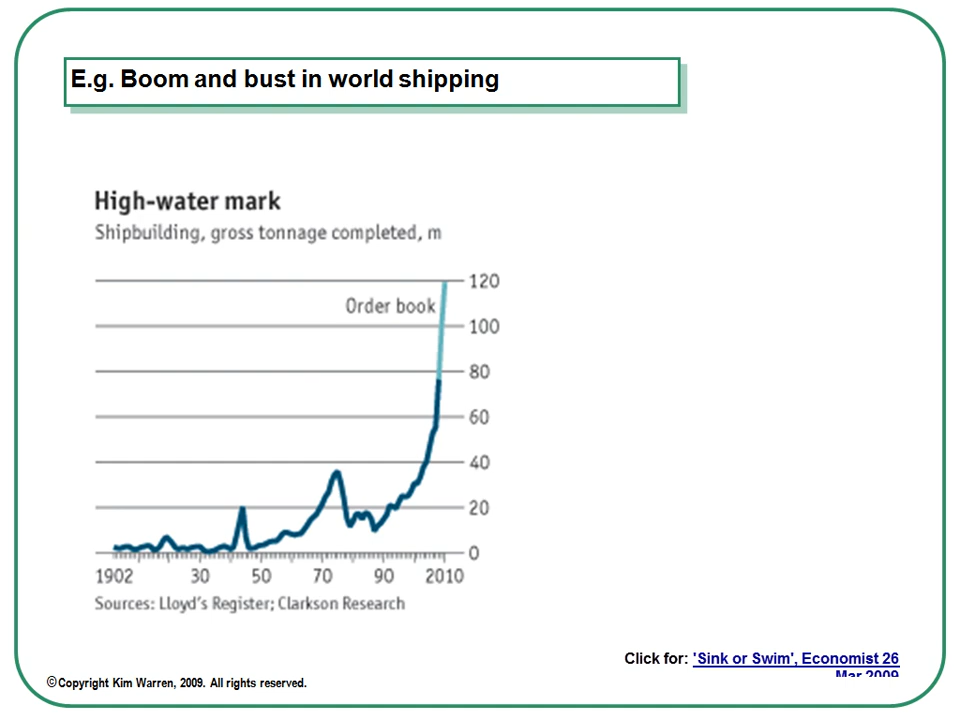 E.g. Boom and bust in world shipping
High-water mark
Shipbuilding, gross tonnage completed, m
120
Order book
100
80
60
40
20
0
1902 30 50 70 90 2010
Sources: Lloyd's Register; Clarkson Research
Click for: 'Sink or Swim', Economist 26
Mar 2009
©Copyright Kim Warren, 2009. All rights reserved.